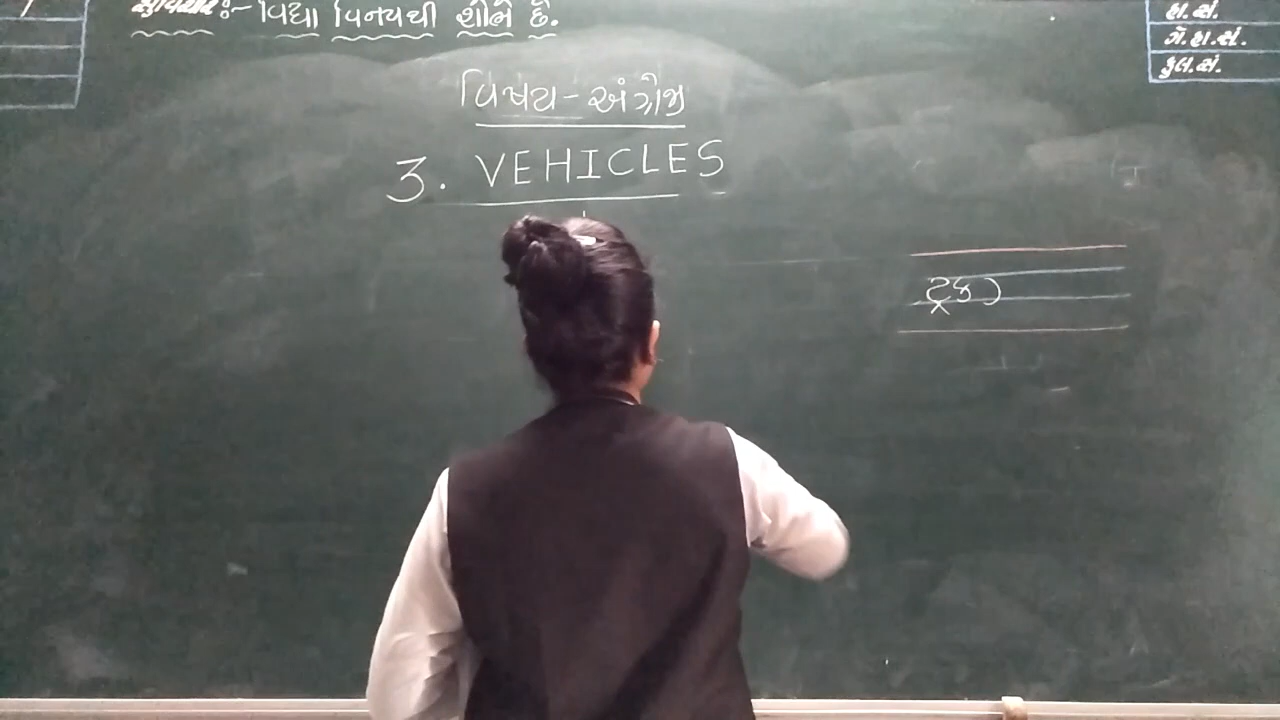 સુવિચાર :- વિદ્યા વિનયથી શોભે છે.
હા. સં.
ગે. હા. સં.
કુલ. સં.
વિષય - અંગ્રેજી
3. VEHICLES
ટ્રક